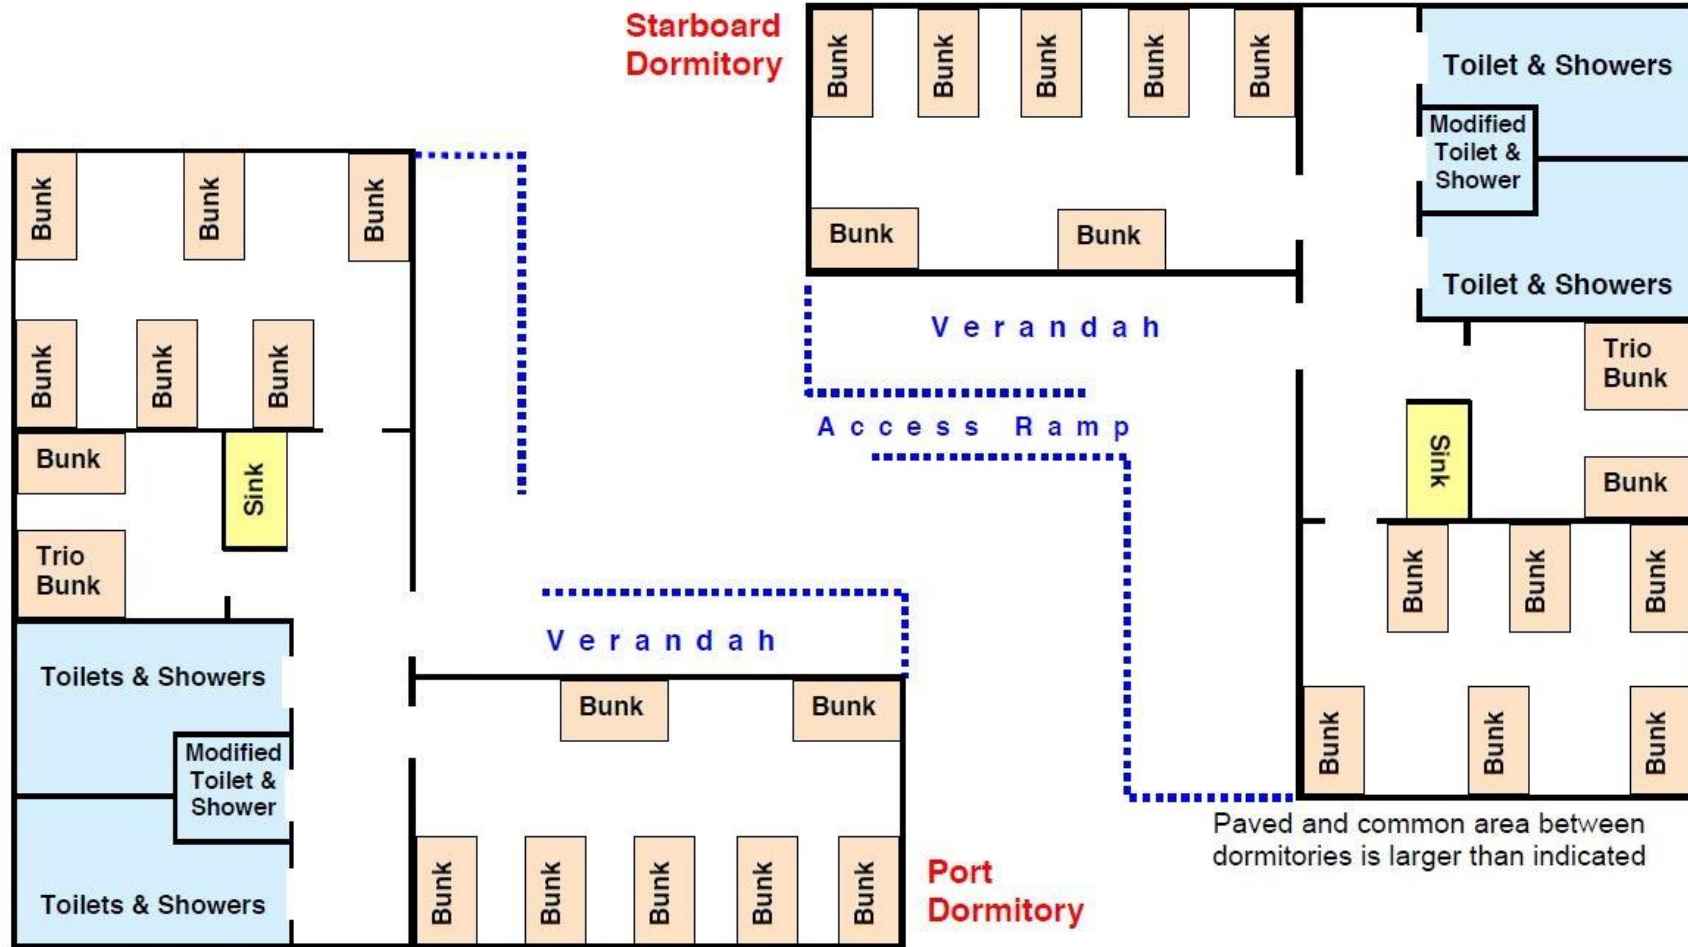 Starboard
Dormitory
Bunk
Bunk
Bunk
Bunk
Bunk
Toilet & Showers
Modified
Toilet &
Shower
Bunk
Bunk
Toilet & Showers
Verandah
Trio
Bunk
Access Ramp
Sink
Bunk
Bunk
Bunk
Bunk
Bunk
Bunk
Bunk
Paved and common area between
dormitories is larger than indicated
Bunk
Bunk
Bunk
Bunk
Bunk
Bunk
Bunk
Sink
Trio
Bunk
Verandah
Toilets & Showers
Bunk
Bunk
Modified
Toilet &
Shower
Toilets & Showers
Bunk
Bunk
Bunk
Bunk
Bunk
Port
Dormitory